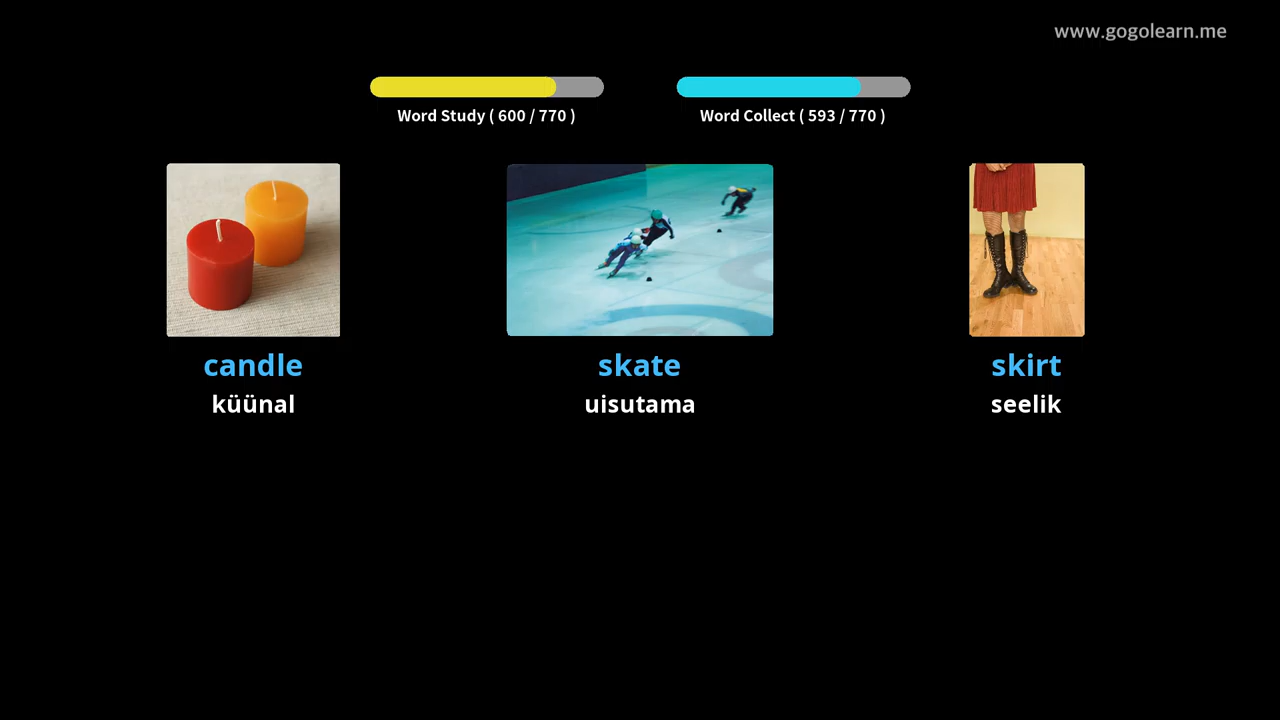 www.gogolearn.me
Word Study ( 600 / 770 )
Word Collect ( 593 / 770 )
candle
küünal
skate
uisutama
skirt
seelik